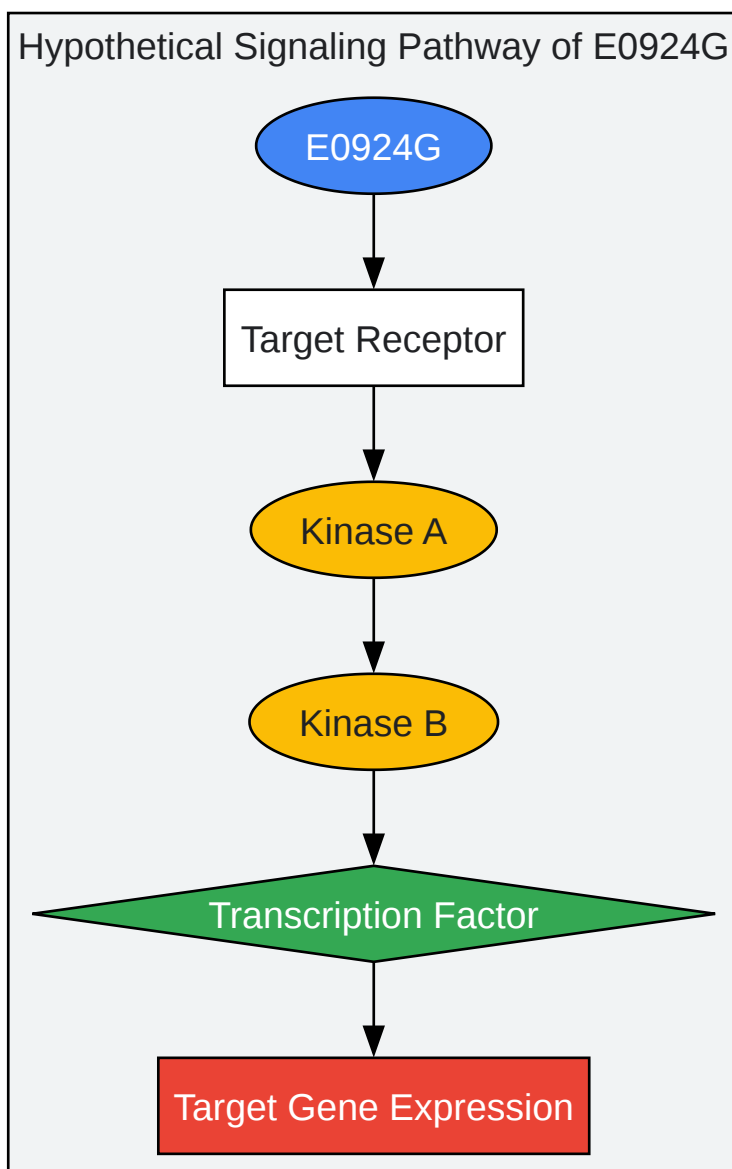 Hypothetical Signaling Pathway of E0924G
E0924G
Target Receptor
Kinase A
Kinase B
Transcription Factor
Target Gene Expression